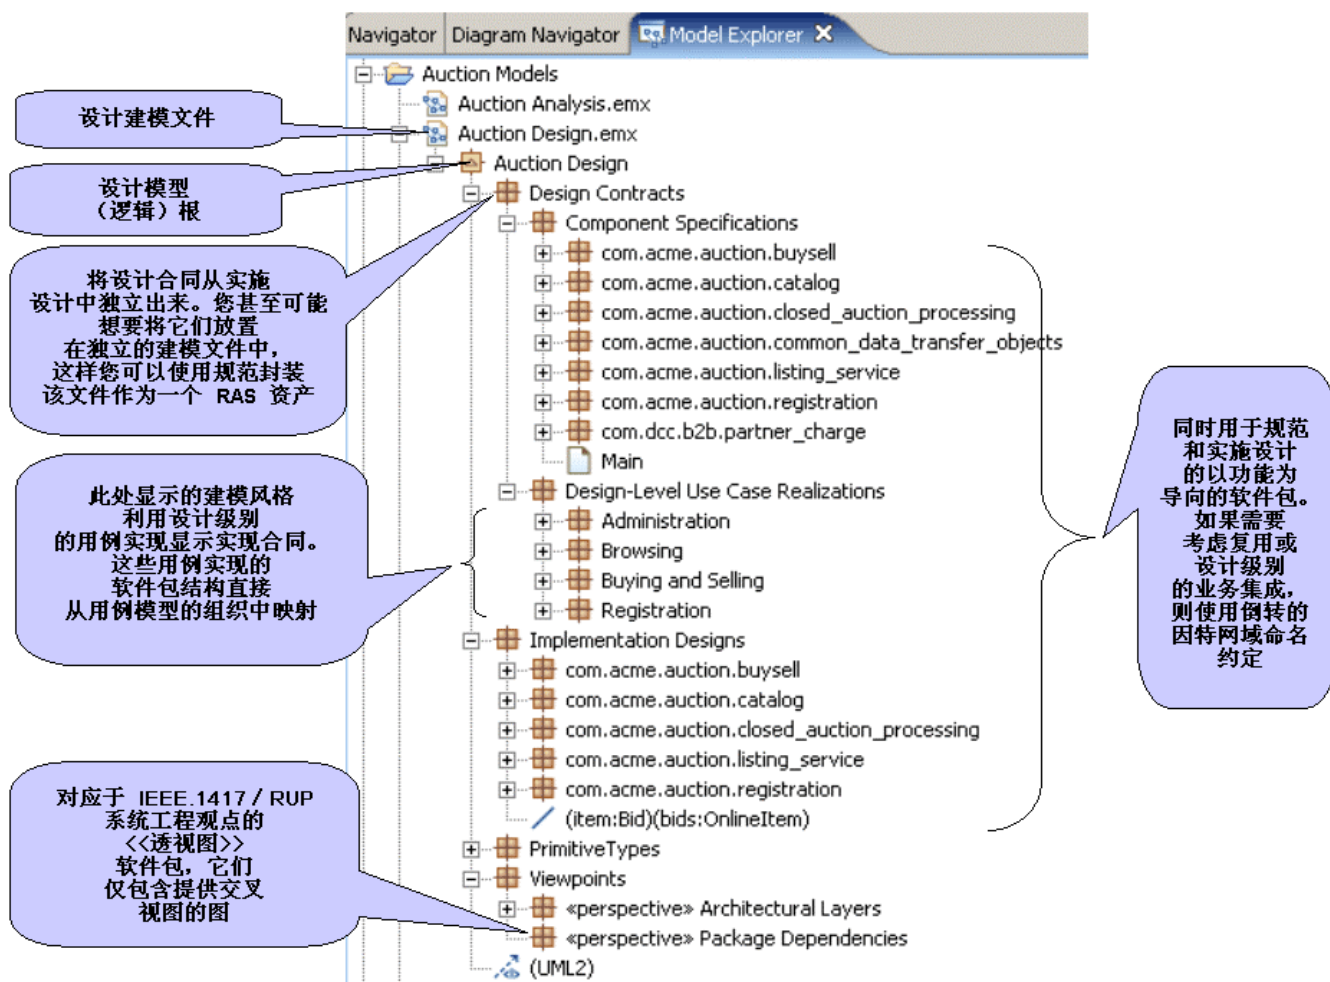 Navigator
Diagram Navigator
Model Explorer
Auction Models
Auction Analysis.emx
Auction Design.emx
Auction Design
Design Contracts
Component Specifications
com.acme.auction.buysell
com.acme.auction.catalog
com.acme.auction.closed_auction_processing
com.acme.auction.common_data_transfer_objects
com.acme.auction.listing_service
com.acme.auction.registration
com.dcc.b2b.partner_charge
Main
Design-Level Use Case Realizations
Administration
Browsing
Buying and Selling
Registration
Implementation Designs
com.acme.auction.buysell
com.acme.auction.catalog
com.acme.auction.closed_auction_processing
com.acme.auction.listing_service
com.acme.auction.registration
(item:Bid)(bids:OnlineItem)
PrimitiveTypes
Viewpoints
«perspective» Architectural Layers
«perspective» Package Dependencies
(UML2)
设计建模文件
设计模型
（逻辑）根
将设计合同从实施
设计中独立出来。您甚至可能
想要将它们放置
在独立的建模文件中，
这样您可以使用规范封装
该文件作为一个 RAS 资产
此处显示的建模风格
利用设计级别
的用例实现显示实现合同。
这些用例实现的
软件包结构直接
从用例模型的组织中映射
对应于 IEEE.1417 / RUP
系统工程观点的
<<透视图>>
软件包，它们
仅包含提供交叉
视图的图
同时用于规范
和实施设计
的以功能为
导向的软件包。
如果需要
考虑复用或
设计级别
的业务集成，
则使用倒转的
因特网域命名
约定